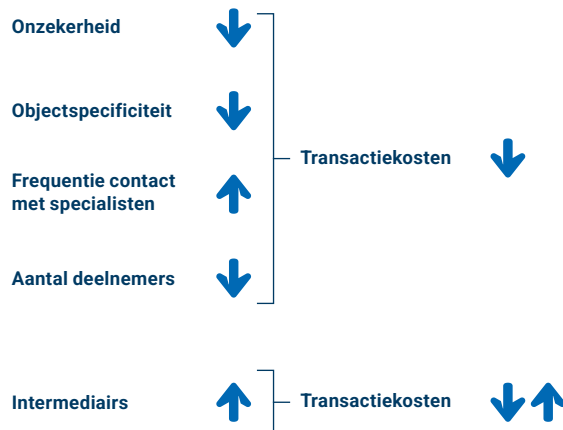 Onzekerheid
Objectspecificiteit
Transactiekosten
Frequentie contact
met specialisten
Aantal deelnemers
Intermediairs
Transactiekosten